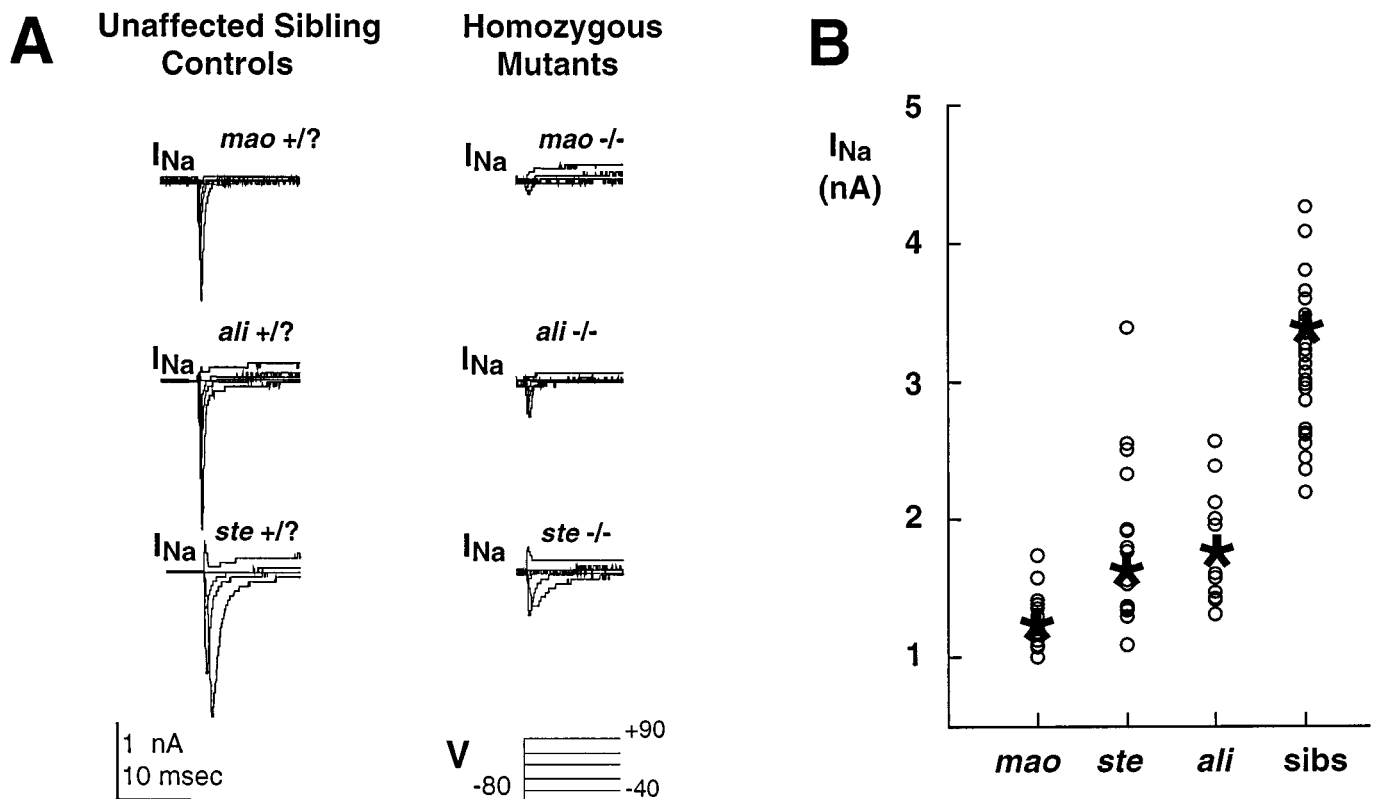 A
Unaffected Sibling
Controls
Homozygous
Mutants
INa
mao +/?
INa
mao -/-
INa
ali +/?
INa
ali -/-
INa
ste +/?
INa
ste -/-
1 nA
10 msec
V
+90
-80
-40
B
INa
(nA)
5
4
3
2
1
mao
ste
ali
sibs